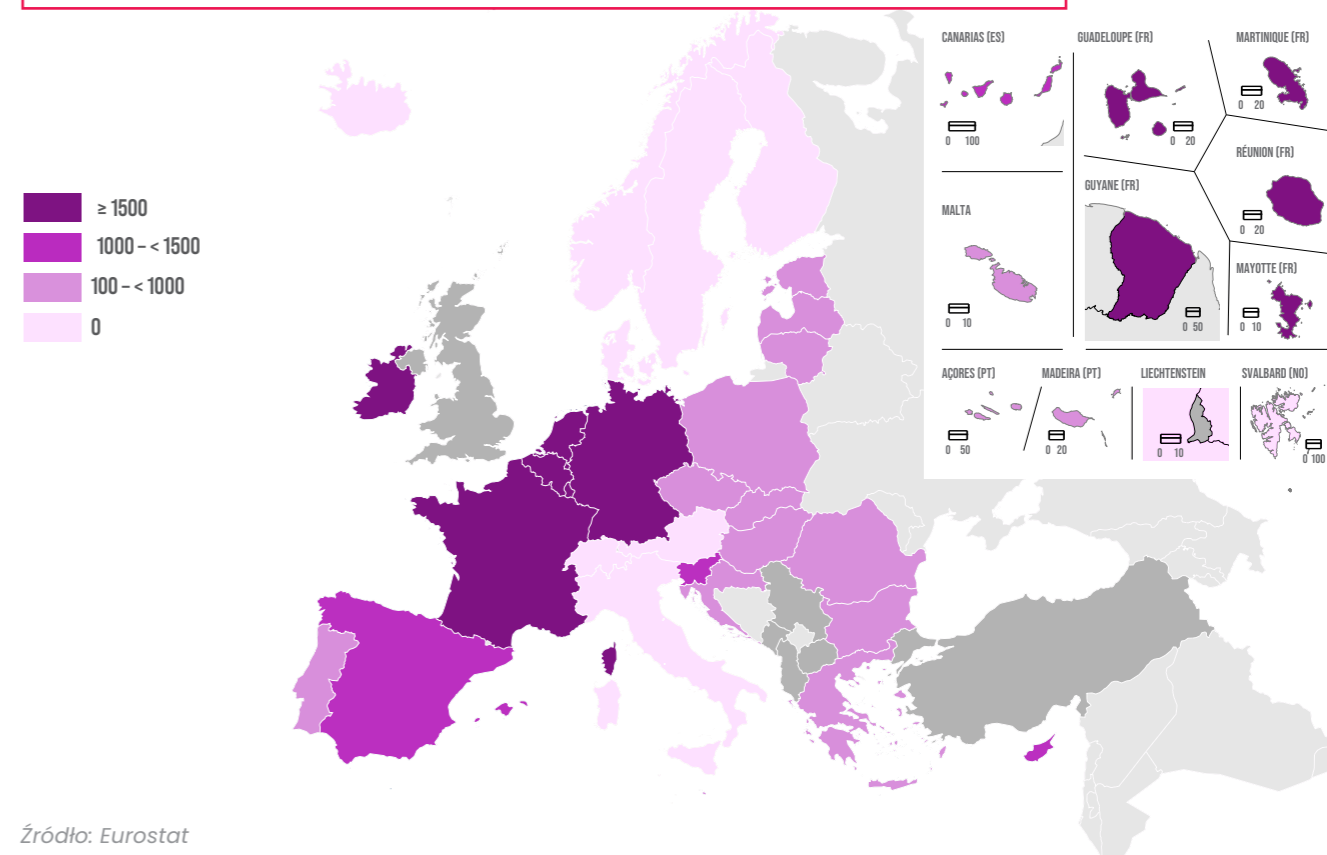 ≥ 1500
1000 – < 1500
100 – < 1000
0
CANARIAS (ES)
0 100
GUADELOUPE (FR)
0 20
MARTINIQUE (FR)
0 20
RÉUNION (FR)
0 20
GUYANE (FR)
0 50
MAYOTTE (FR)
0 10
MALTA
0 10
AÇORES (PT)
0 50
MADEIRA (PT)
0 20
LIECHTENSTEIN
0 10
SVALBARD (NO)
0 100
Źródło: Eurostat